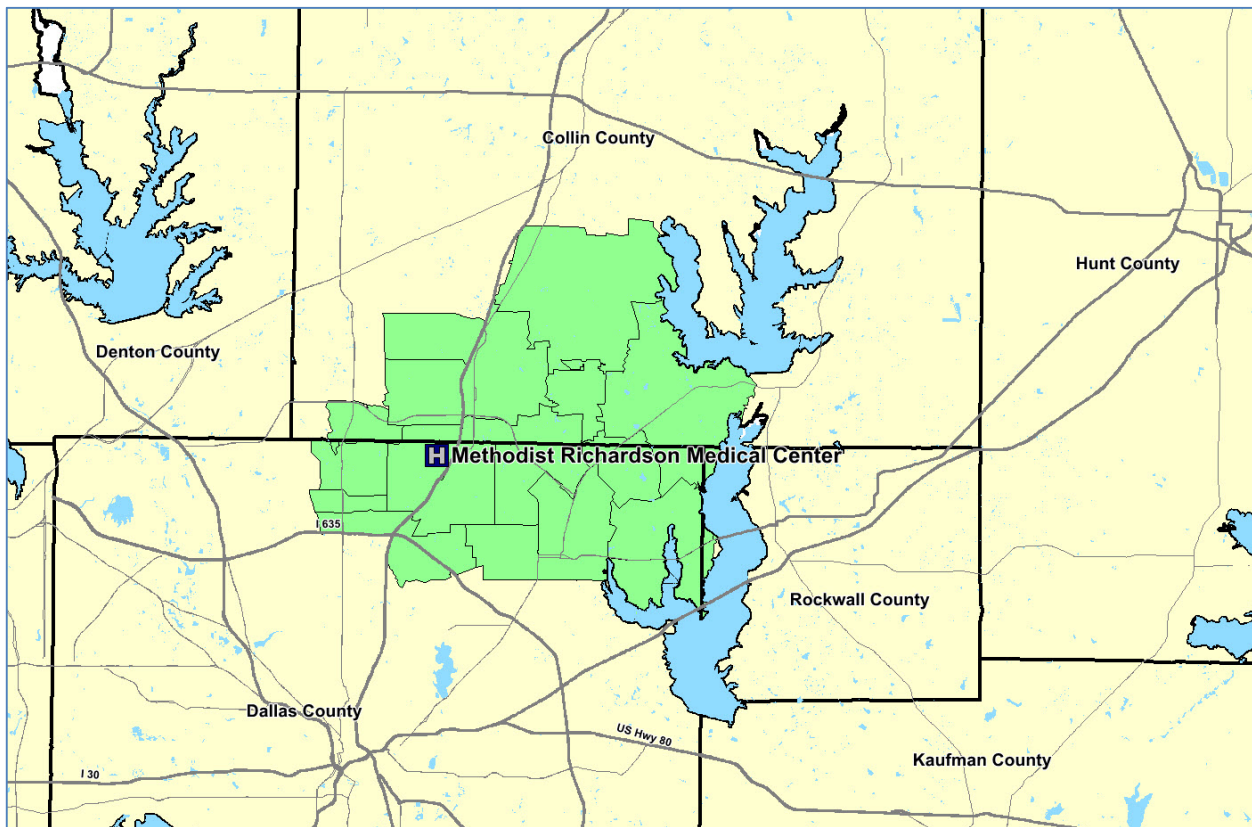 Collin County
Hunt County
Denton County
H Methodist Richardson Medical Center
I 635
Rockwall County
Dallas County
US Hwy 80
Kaufman County
I 30